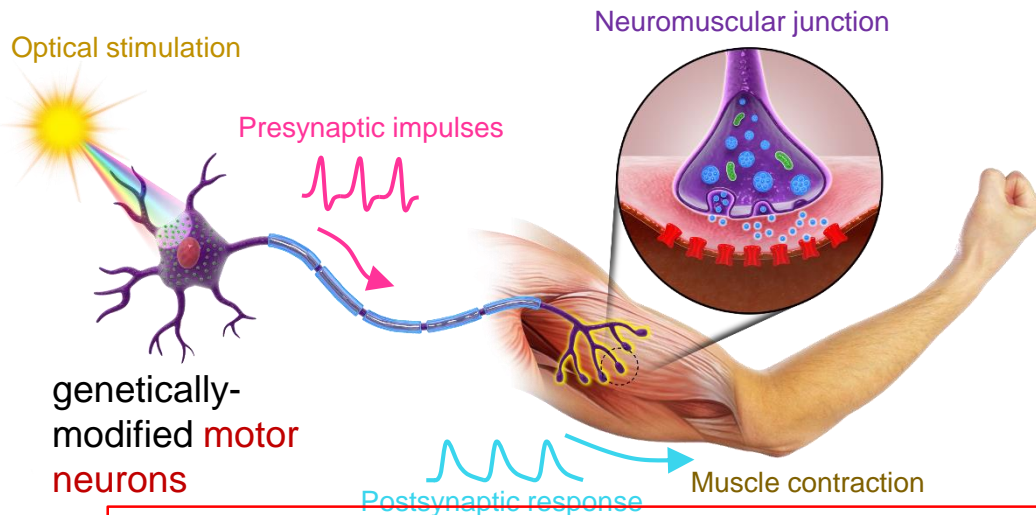 Neuromuscular junction
Optical stimulation
Presynaptic impulses
genetically-
modified motor
neurons
Postsynaptic response
Muscle contraction